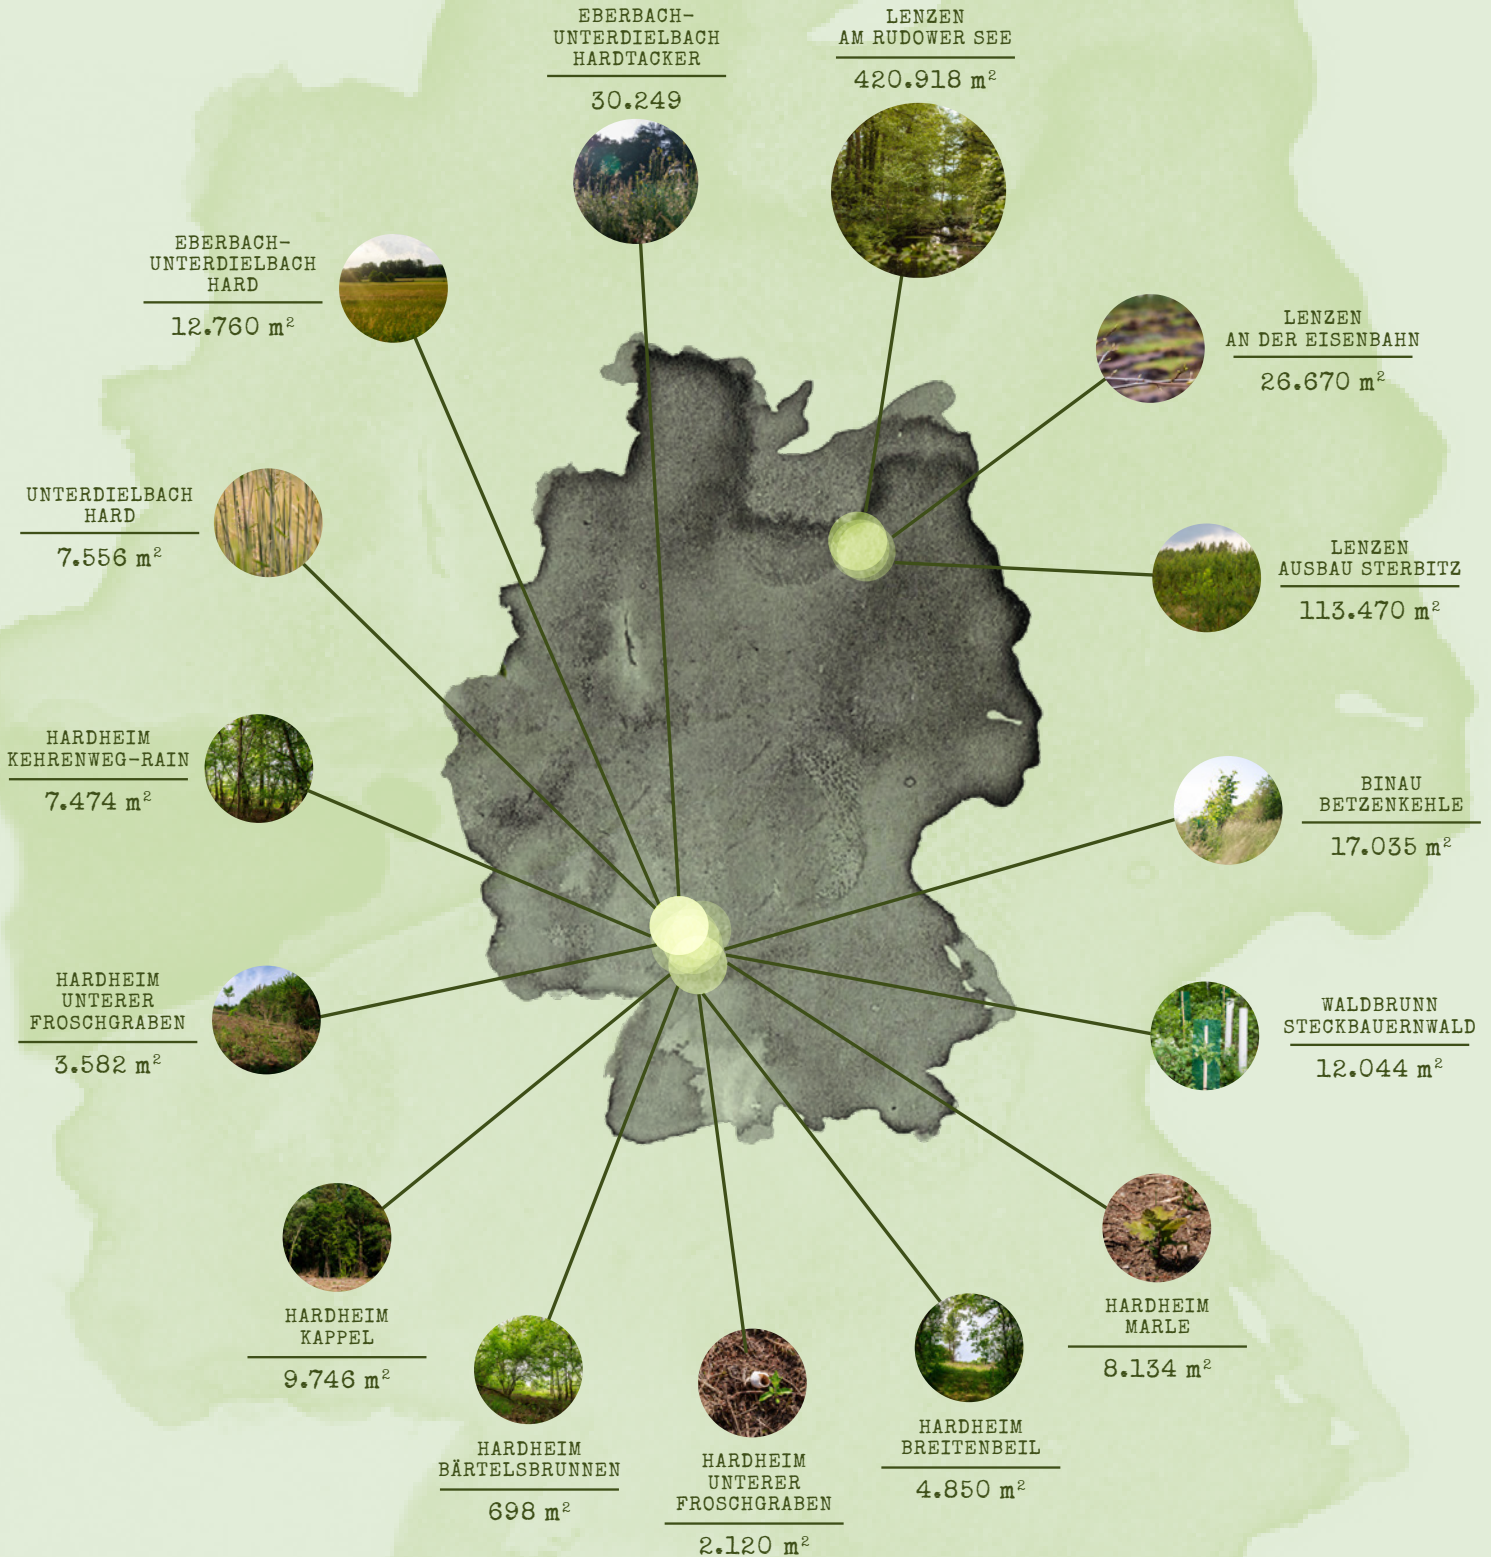 EBERBACH-
UNTERDIELBACH
HARDTACKER
30.249
LENZEN
AM RUDOWER SEE
420.918 m²
EBERBACH-
UNTERDIELBACH
HARD
12.760 m²
LENZEN
AN DER EISENBAHN
26.670 m²
UNTERDIELBACH
HARD
7.556 m²
LENZEN
AUSBAU STERBITZ
113.470 m²
HARDHEIM
KEHRENWEG-RAIN
7.474 m²
BINAU
BETZENKEHLE
17.035 m²
HARDHEIM
UNTERER
FROSCHGRABEN
3.582 m²
WALDBRUNN
STECKBAUERNWALD
12.044 m²
HARDHEIM
KAPPEL
9.746 m²
HARDHEIM
BÄRTELSBRUNNEN
698 m²
HARDHEIM
UNTERER
FROSCHGRABEN
2.120 m²
HARDHEIM
BREITENBEIL
4.850 m²
HARDHEIM
MARLE
8.134 m²